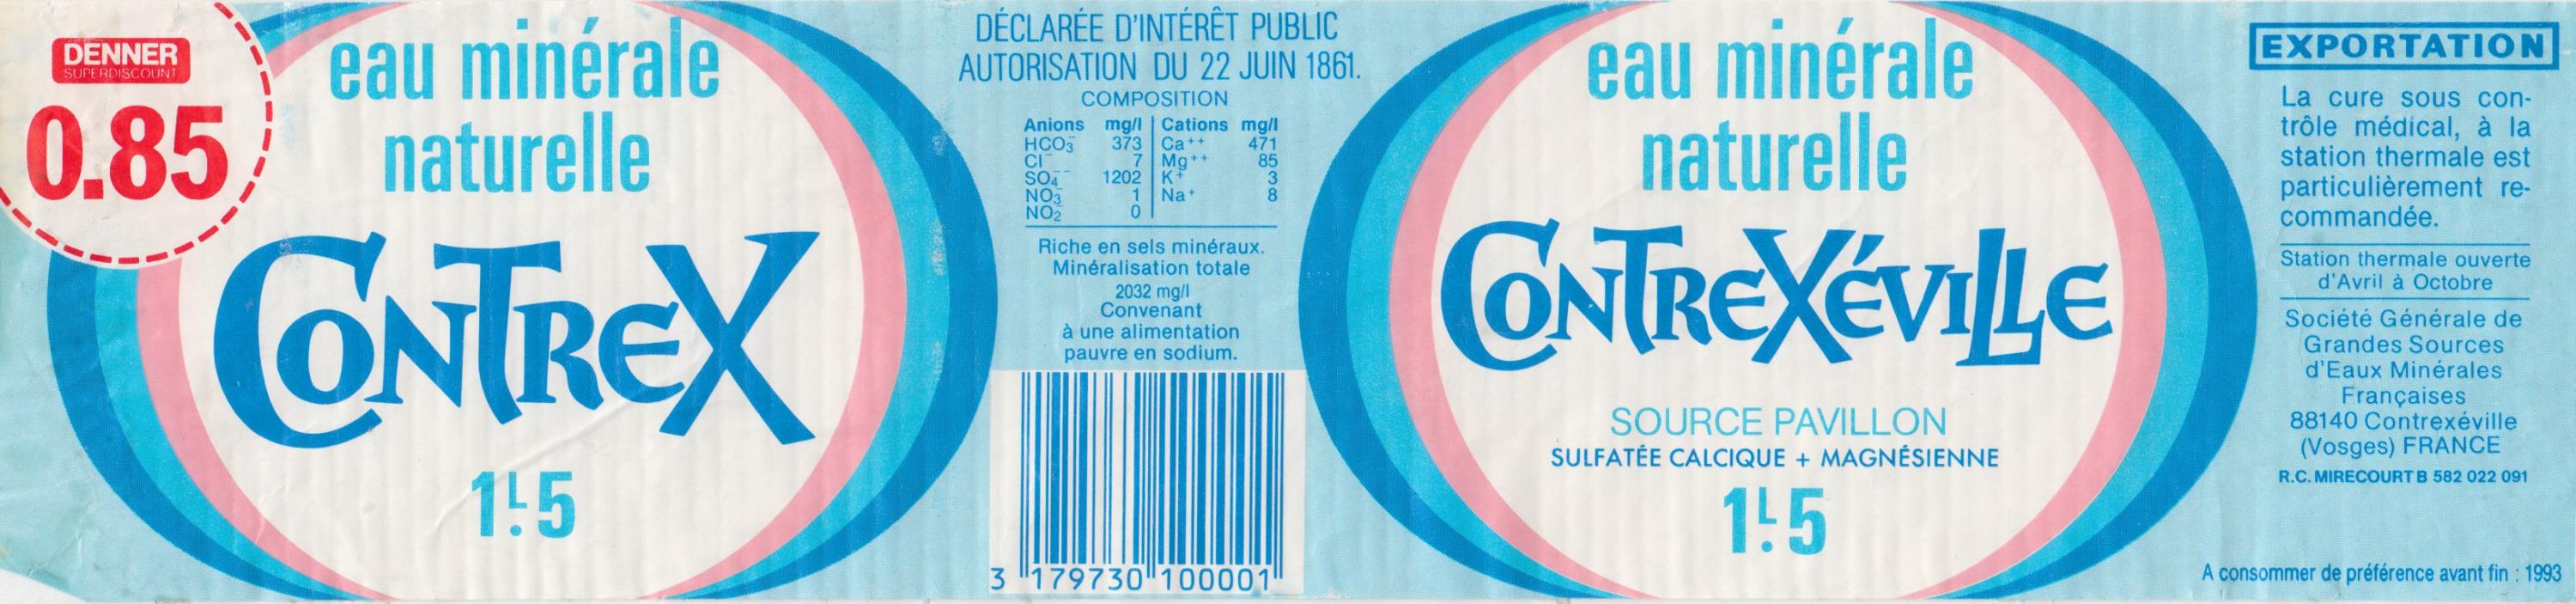 DENNER
SUPERDISCOUNT
0.85
eau minérale
naturelle
CONTREX
1L.5
DÉCLARÉE D'INTÉRÊT PUBLIC
AUTORISATION DU 22 JUIN 1861.
COMPOSITION
Anions mg/l Cations mg/l
HCO3- 373 Ca++ 471
Cl- 7 Mg++ 85
SO4-- 1202 K+ 3
NO3- 1 Na+ 8
NO2- 0
Riche en sels minéraux.
Minéralisation totale
2032 mg/l
Convenant
à une alimentation
pauvre en sodium.
3 179730 100001
eau minérale
naturelle
CONTREXÉVILLE
SOURCE PAVILLON
SULFATÉE CALCIQUE + MAGNÉSIENNE
1L.5
EXPORTATION
La cure sous con-
trôle médical, à la
station thermale est
particulièrement re-
commandée.
Station thermale ouverte
d'Avril à Octobre
Société Générale de
Grandes Sources
d'Eaux Minérales
Françaises
88140 Contrexéville
(Vosges) FRANCE
R.C. MIRECOURT B 582 022 091
A consommer de préférence avant fin : 1993